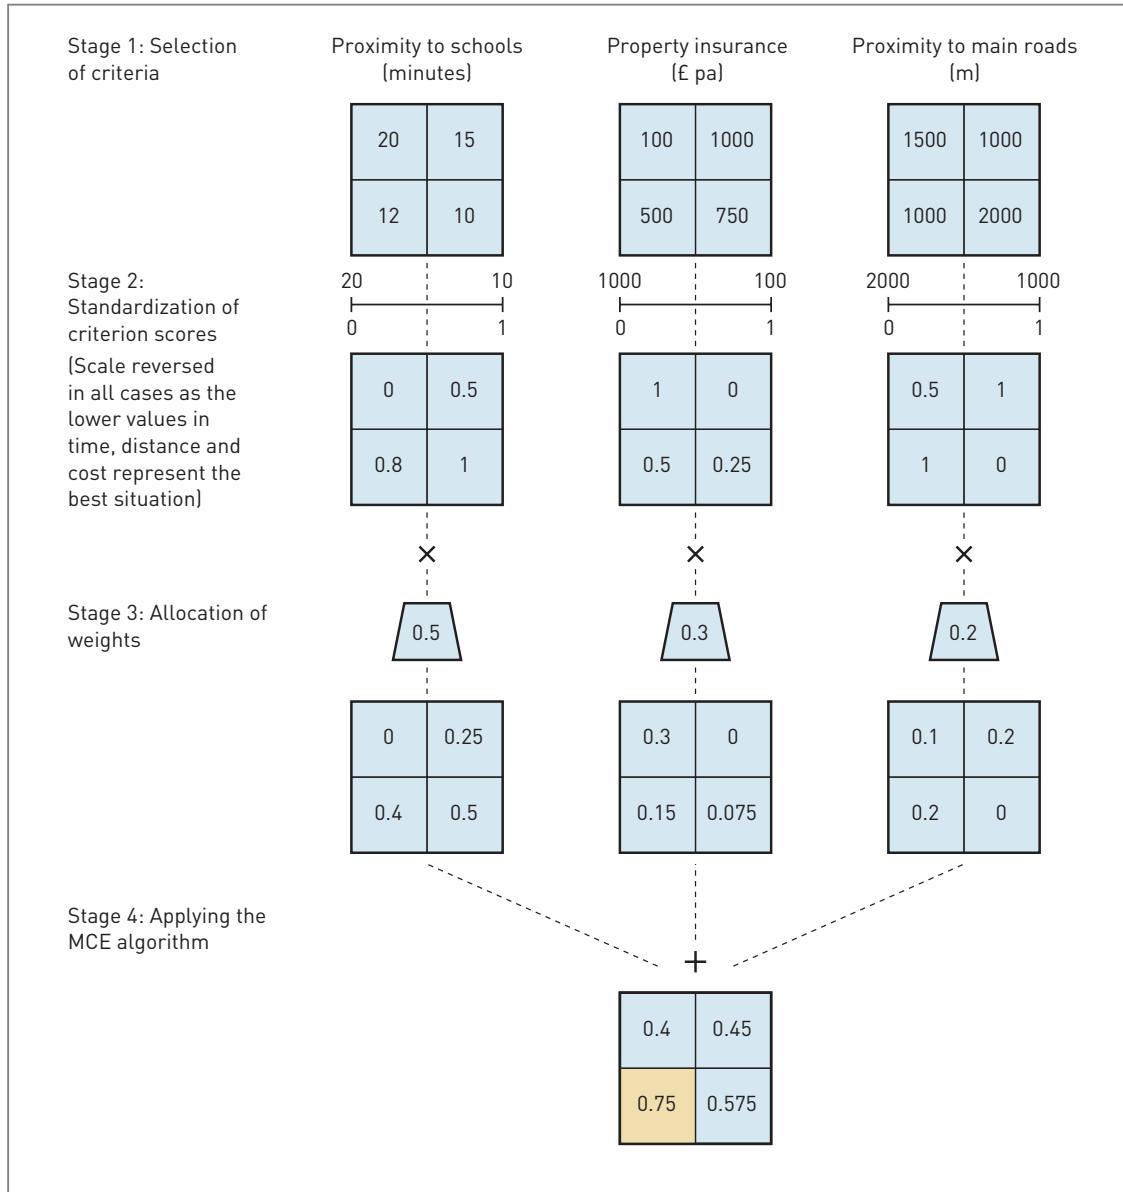 Stage 1: Selection
of criteria
Proximity to schools
(minutes)
Property insurance
(£ pa)
Proximity to main roads
(m)
20 15
12 10
100 1000
500 750
1500 1000
1000 2000
Stage 2:
Standardization of
criterion scores
(Scale reversed
in all cases as the
lower values in
time, distance and
cost represent the
best situation)
20 10
0 1
1000 100
0 1
2000 1000
0 1
0 0.5
0.8 1
1 0
0.5 0.25
0.5 1
1 0
× × ×
Stage 3: Allocation of
weights
0.5
0.3
0.2
0 0.25
0.4 0.5
0.3 0
0.15 0.075
0.1 0.2
0.2 0
Stage 4: Applying the
MCE algorithm
+
0.4 0.45
0.75 0.575